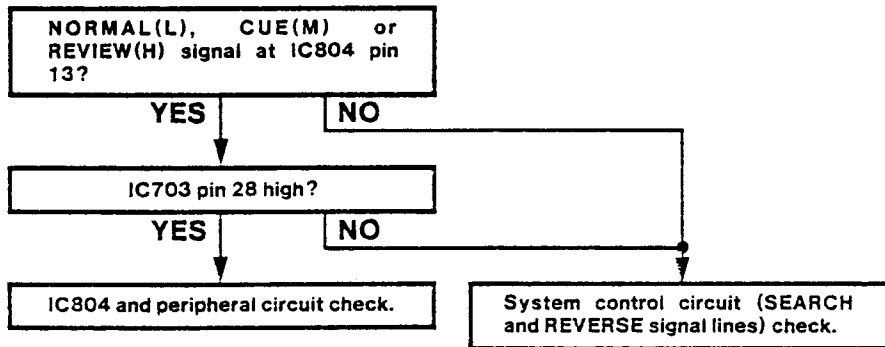 NORMAL(L), CUE(M) or
REVIEW(H) signal at IC804 pin
13?
YES
NO
IC703 pin 28 high?
YES
NO
IC804 and peripheral circuit check.
System control circuit (SEARCH
and REVERSE signal lines) check.